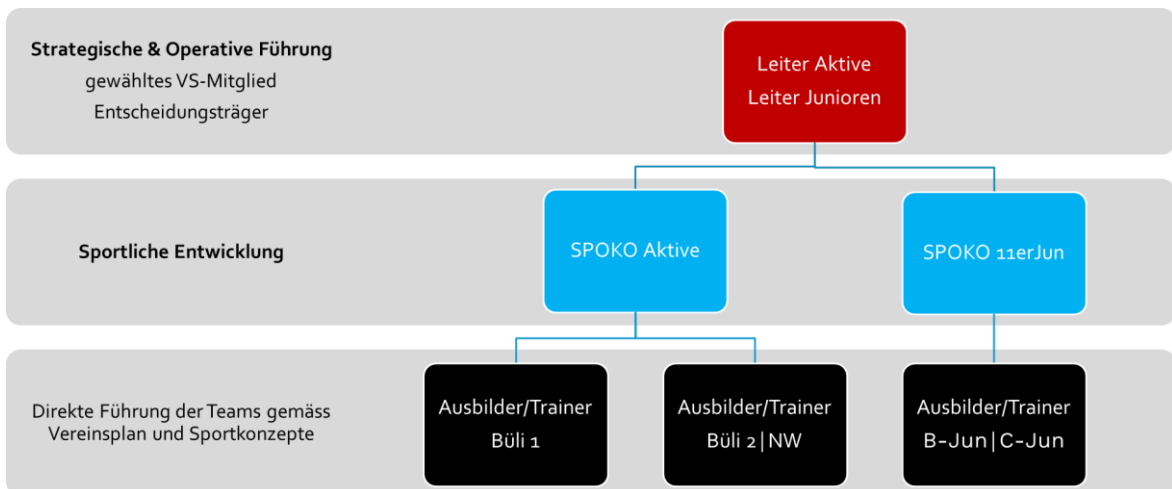 Strategische & Operative Führung
gewähltes VS-Mitglied
Entscheidungsträger
Leiter Aktive
Leiter Junioren
Sportliche Entwicklung
SPOKO Aktive
SPOKO 11erJun
Direkte Führung der Teams gemäss
Vereinsplan und Sportkonzepte
Ausbilder/Trainer
Büli 1
Ausbilder/Trainer
Büli 2|NW
Ausbilder/Trainer
B-Jun|C-Jun